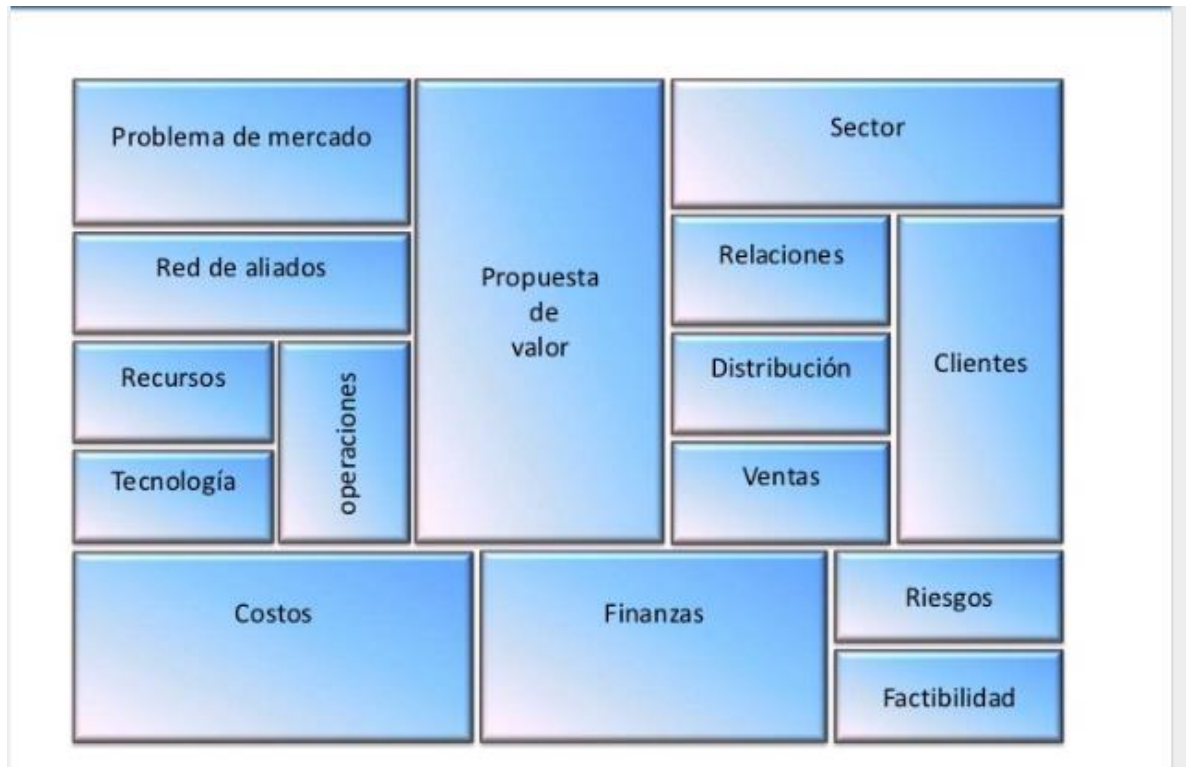 Problema de mercado
Red de aliados
Recursos
Tecnología
operaciones
Propuesta
de
valor
Sector
Relaciones
Distribución
Ventas
Clientes
Costos
Finanzas
Riesgos
Factibilidad